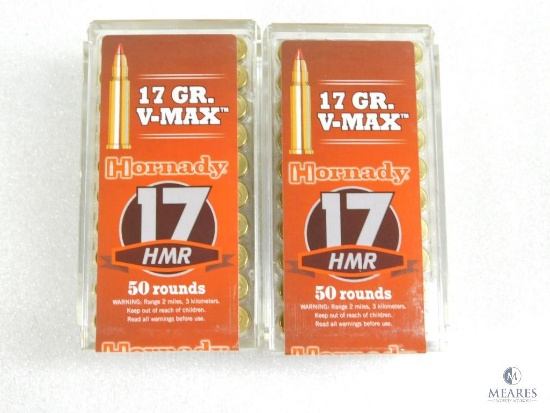 17 GR.
V-MAX™
Hornady
17
HMR
50 rounds
WARNING: Range 2 miles, 3 kilometers.
Keep out of reach of children.
Read all warnings before use.
Hornady
17 GR.
V-MAX™
Hornady
17
HMR
50 rounds
WARNING: Range 2 miles, 3 kilometers.
Keep out of reach of children.
Read all warnings before use.
Hornady
MEARES